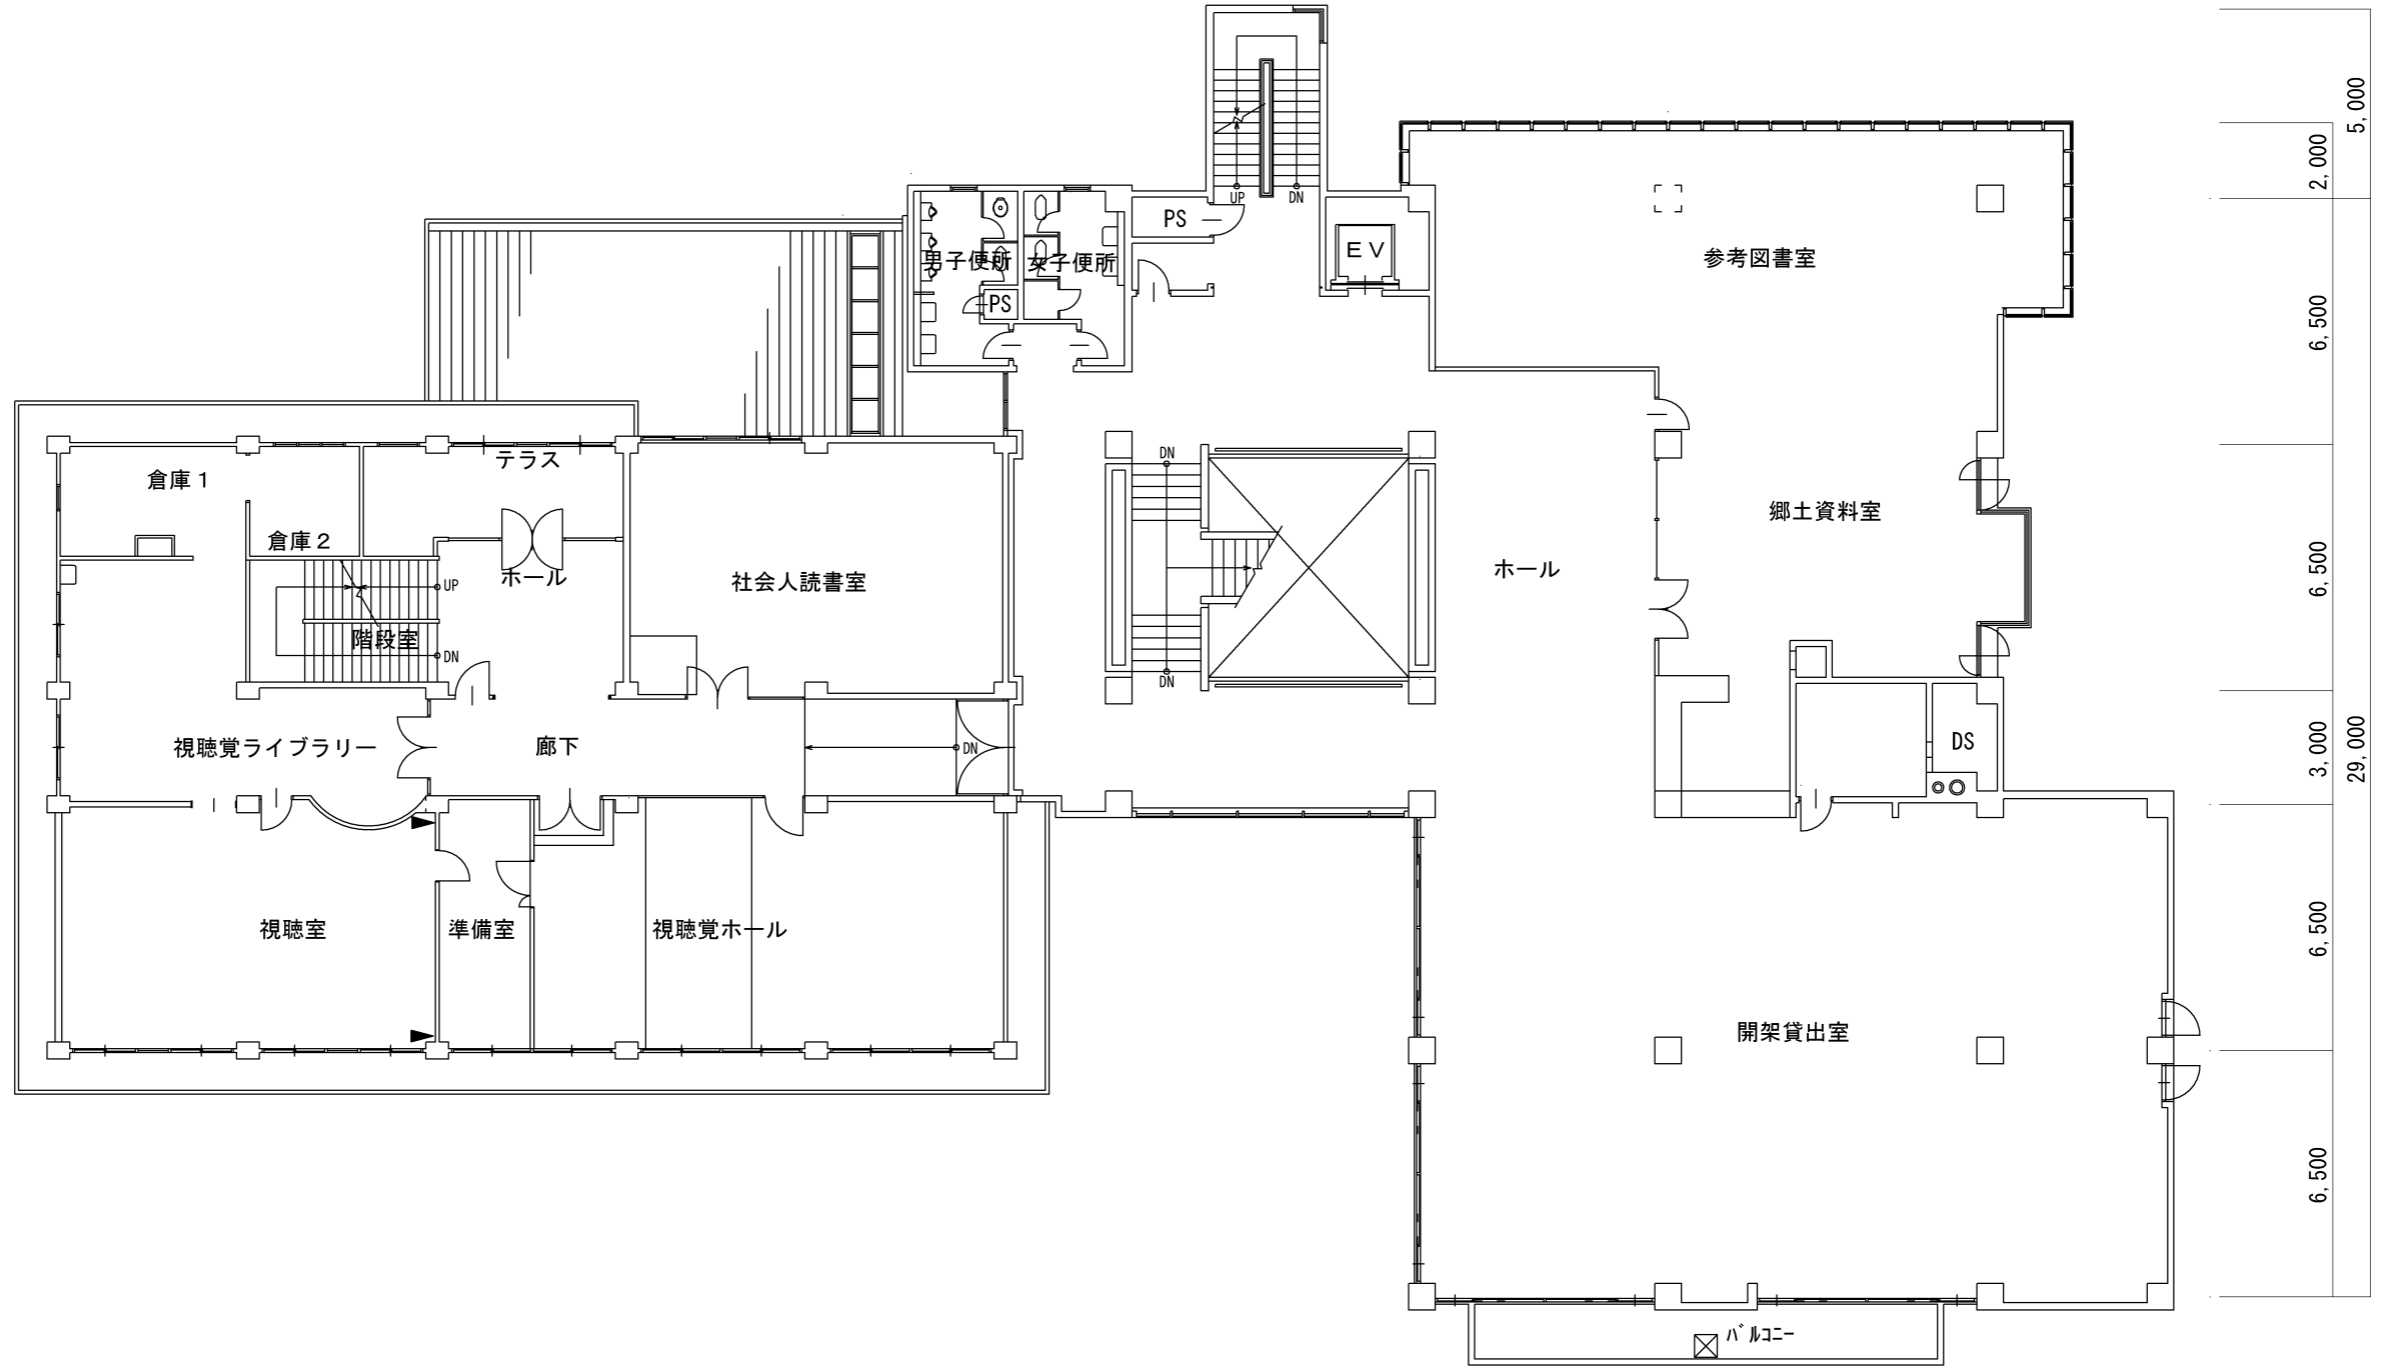 5,000
2,000
UP
DN
PS
男子便所
女子便所
EV
参考図書室
PS
6,500
テラス
倉庫１
DN
郷土資料室
倉庫２
ホール
社会人読書室
ホール
6,500
UP
階段室
DN
DN
視聴覚ライブラリー
廊下
DN
DS
3,000
29,000
視聴室
準備室
視聴覚ホール
6,500
開架貸出室
6,500
ﾊﾞﾙｺﾆｰ